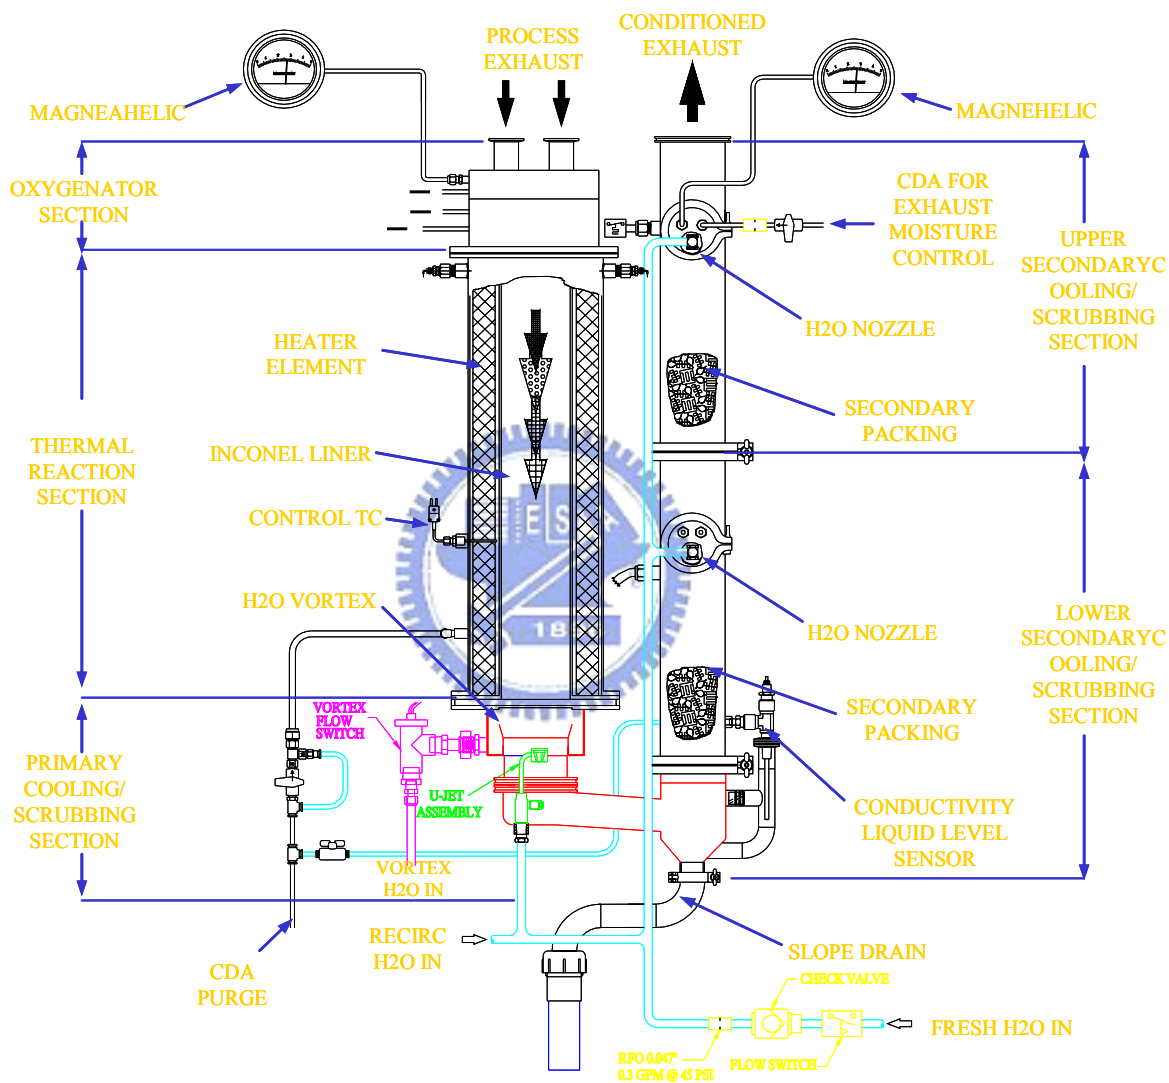 PROCESS
EXHAUST
CONDITIONED
EXHAUST
MAGNEAHELIC
MAGNEHELIC
OXYGENATOR
SECTION
CDA FOR
EXHAUST
MOISTURE
CONTROL
UPPER
SECONDARYC
OOLING/
SCRUBBING
SECTION
H2O NOZZLE
HEATER
ELEMENT
SECONDARY
PACKING
THERMAL
REACTION
SECTION
INCONEL LINER
CONTROL TC
E S
H2O VORTEX
H2O NOZZLE
LOWER
SECONDARYC
OOLING/
SCRUBBING
SECTION
VORTEX
FLOW
SWITCH
SECONDARY
PACKING
PRIMARY
COOLING/
SCRUBBING
SECTION
U-JET
ASSEMBLY
CONDUCTIVITY
LIQUID LEVEL
SENSOR
VORTEX
H2O IN
RECIRC
H2O IN
SLOPE DRAIN
CDA
PURGE
CHECK VALVE
FRESH H2O IN
RFO 0.047"
0.3 GPM @ 45 PSI
FLOW SWITCH